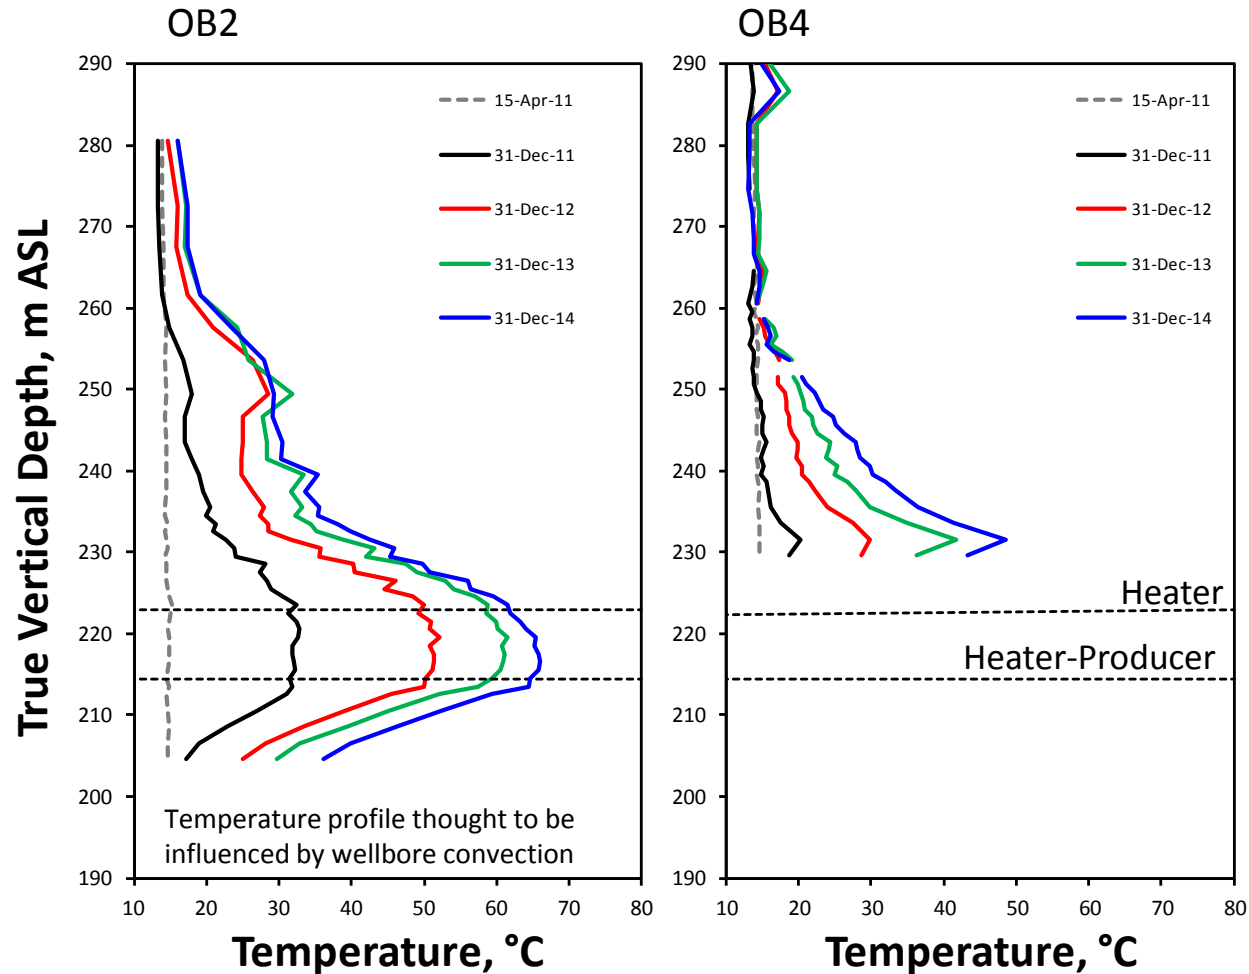 OB2
OB4
True Vertical Depth, m ASL
290
280
270
260
250
240
230
220
210
200
190
15-Apr-11
31-Dec-11
31-Dec-12
31-Dec-13
31-Dec-14
Temperature profile thought to be
influenced by wellbore convection
10 20 30 40 50 60 70 80
Temperature, °C
290
280
270
260
250
240
230
220
210
200
190
15-Apr-11
31-Dec-11
31-Dec-12
31-Dec-13
31-Dec-14
Heater
Heater-Producer
10 20 30 40 50 60 70 80
Temperature, °C